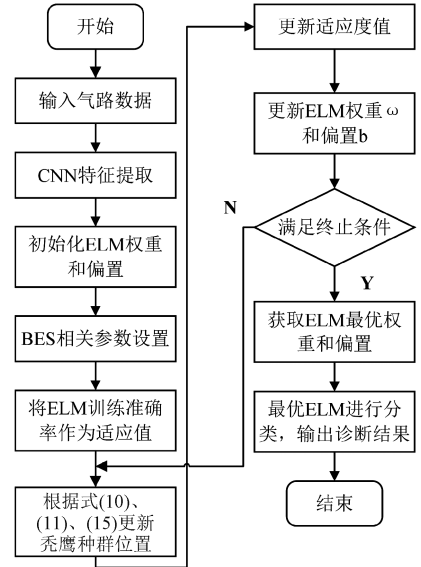 开始
输入气路数据
CNN特征提取
初始化ELM权重
和偏置
BES相关参数设置
将ELM训练准确
率作为适应值
根据式(10)、
(11)、(15)更新
秃鹰种群位置
更新适应度值
更新ELM权重ω
和偏置b
满足终止条件
N
Y
获取ELM最优权
重和偏置
最优ELM进行分
类，输出诊断结果
结束